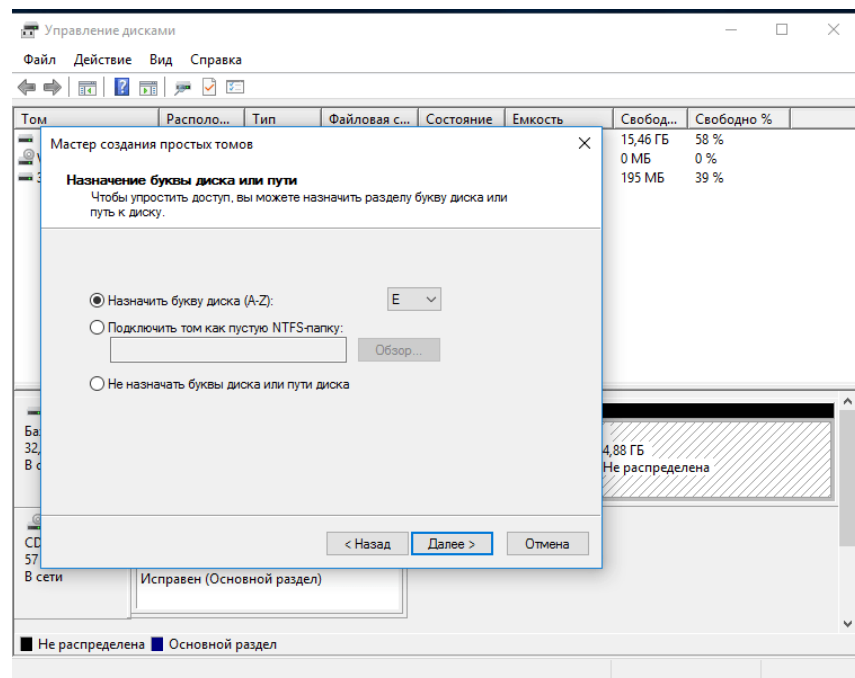 Управление дисками
Файл Действие Вид Справка
Том Располо... Тип Файловая с... Состояние Емкость Свобод... Свободно %
15,46 ГБ 58 %
0 МБ 0 %
195 МБ 39 %
Мастер создания простых томов
Назначение буквы диска или пути
Чтобы упростить доступ, вы можете назначить разделу букву диска или
путь к диску.
Назначить букву диска (A-Z): E
Подключить том как пустую NTFS-папку:
Обзор...
Не назначать буквы диска или пути диска
< Назад Далее > Отмена
Ба
32,
В с
4,88 ГБ
Не распределена
CD
57
В сети
Исправен (Основной раздел)
Не распределена Основной раздел